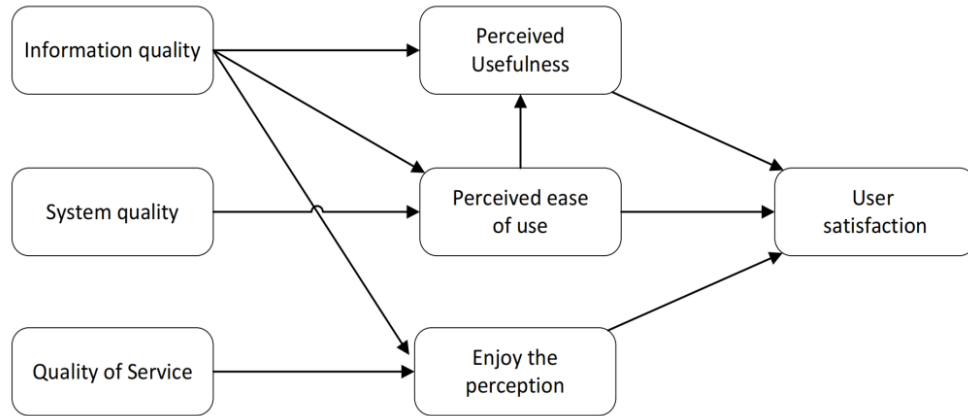 Information quality
Perceived
Usefulness
System quality
Perceived ease
of use
User
satisfaction
Quality of Service
Enjoy the
perception